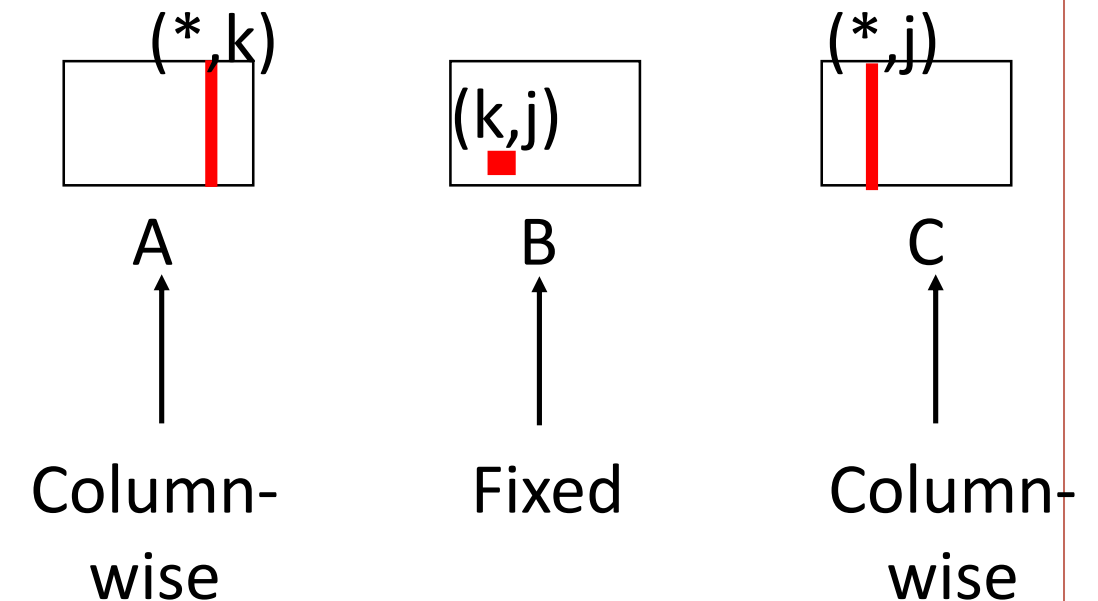 (*,k)
(*,j)
(k,j)
A
B
C
Column-
wise
Fixed
Column-
wise